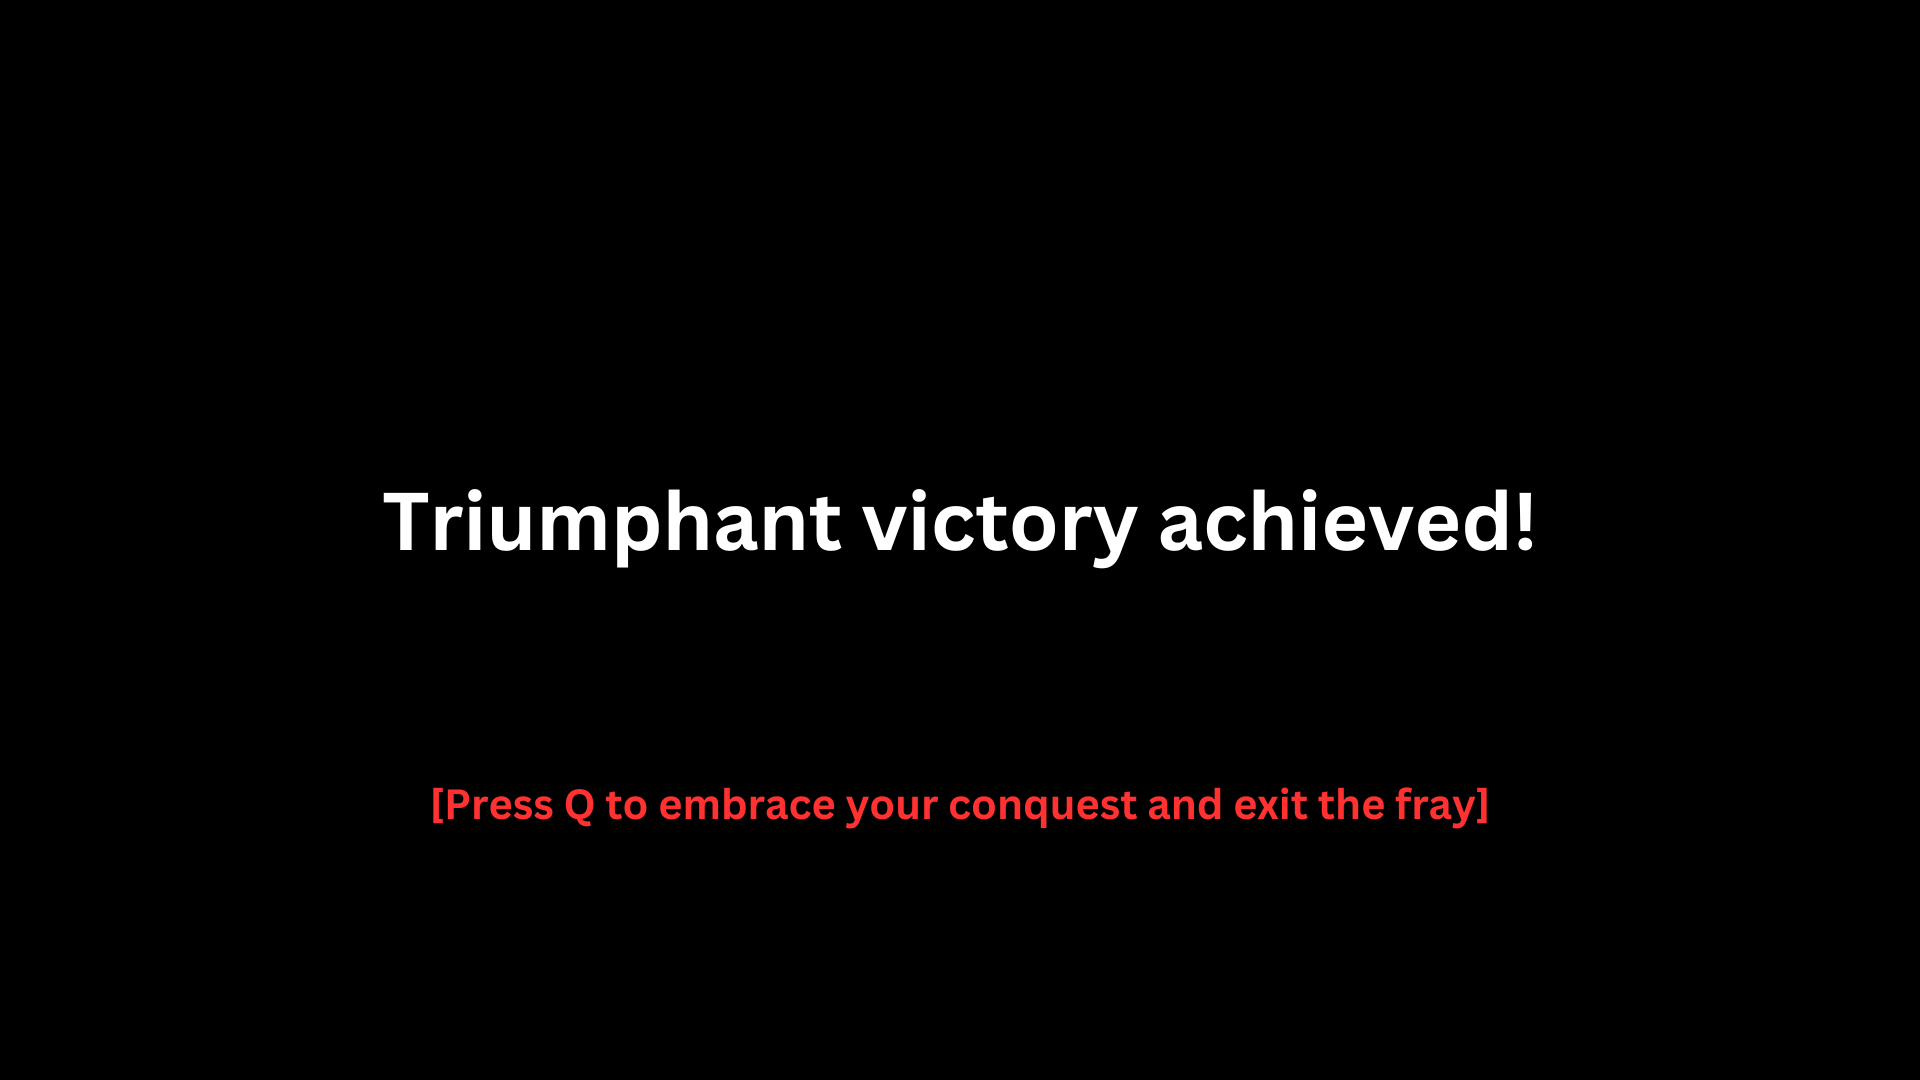 Triumphant victory achieved!
[Press Q to embrace your conquest and exit the fray]